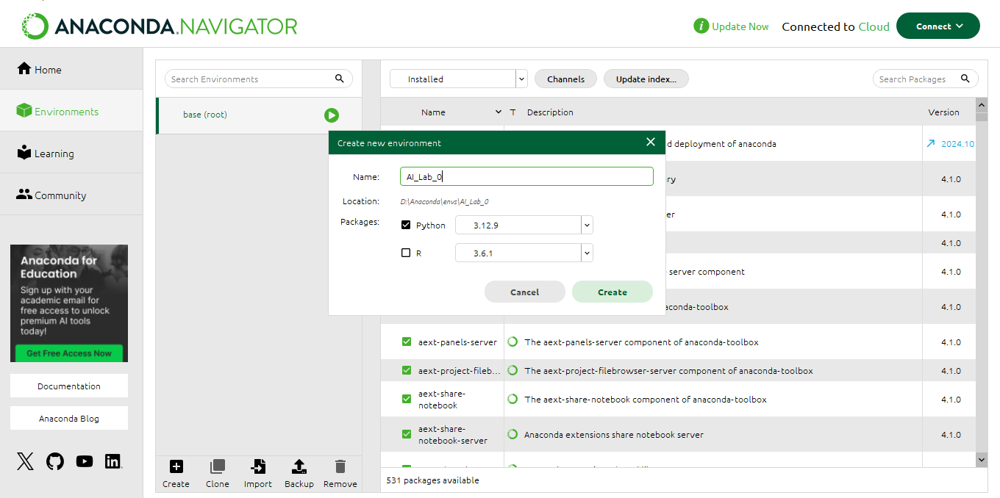 ANACONDA.NAVIGATOR
Update Now
Connected to Cloud
Connect
Home
Environments
Learning
Community
Anaconda for
Education
Sign up with your
academic email for
free access to unlock
premium AI tools
today!
Get Free Access Now
Documentation
Anaconda Blog
Search Environments
base (root)
Create
Clone
Import
Backup
Remove
Installed
Channels
Update index...
Search Packages
Name
T
Description
Version
d deployment of anaconda
2024.10
ry
4.1.0
er
4.1.0
4.1.0
server component
4.1.0
aconda-toolbox
4.1.0
Create new environment
Name:
AI_Lab_0
Location:
D:\Anaconda\envs\AI_Lab_0
Packages:
Python
3.12.9
R
3.6.1
Cancel
Create
aext-panels-server
The aext-panels-server component of anaconda-toolbox
4.1.0
aext-project-fileb...
The aext-project-filebrowser-server component of anaconda-toolbox
4.1.0
aext-share-
notebook
The aext-share-notebook component of anaconda-toolbox
4.1.0
aext-share-
notebook-server
Anaconda extensions share notebook server
4.1.0
531 packages available